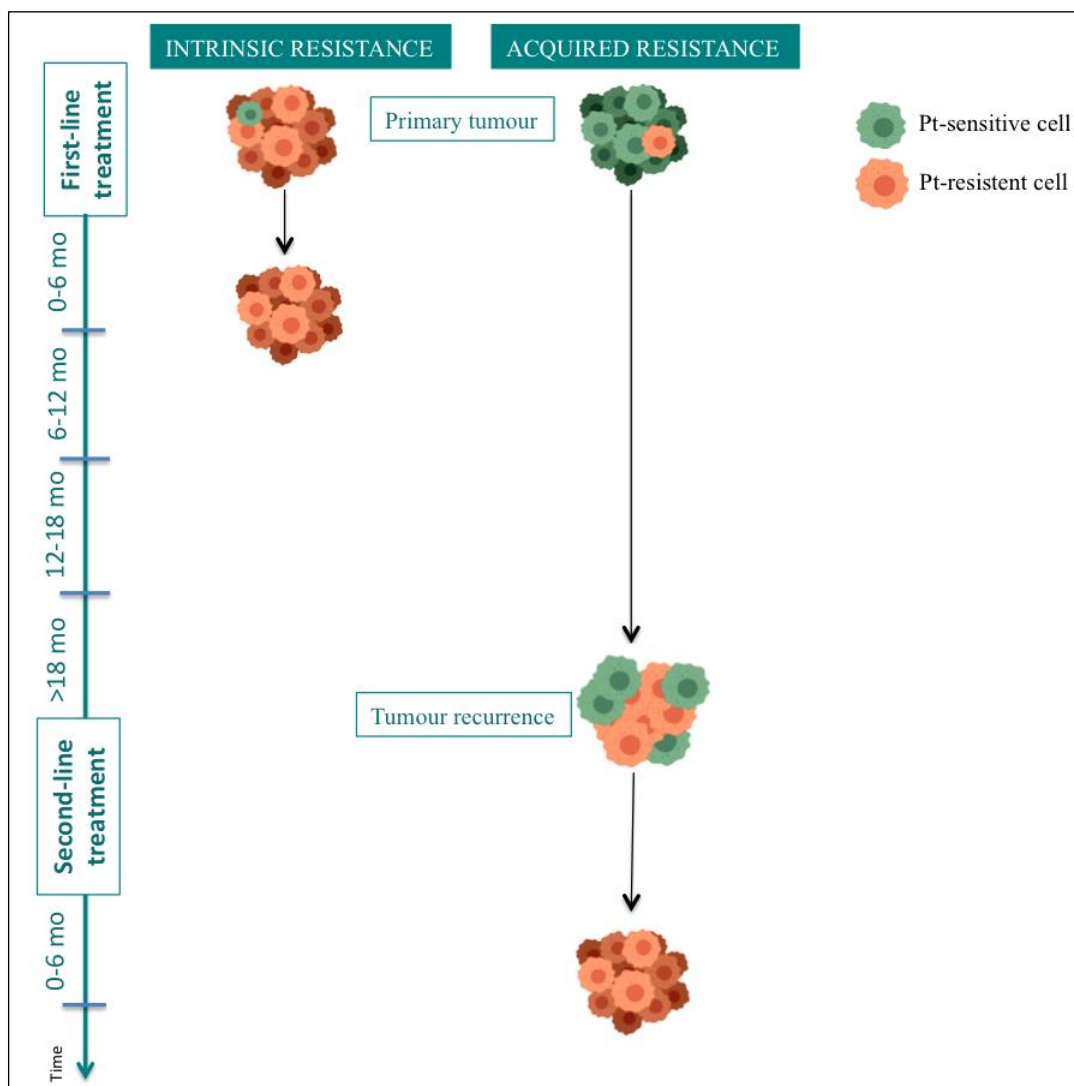 INTRINSIC RESISTANCE
ACQUIRED RESISTANCE
First-line
treatment
Primary tumour
Pt-sensitive cell
Pt-resistent cell
0-6 mo
6-12 mo
12-18 mo
>18 mo
Tumour recurrence
Second-line
treatment
0-6 mo
Time